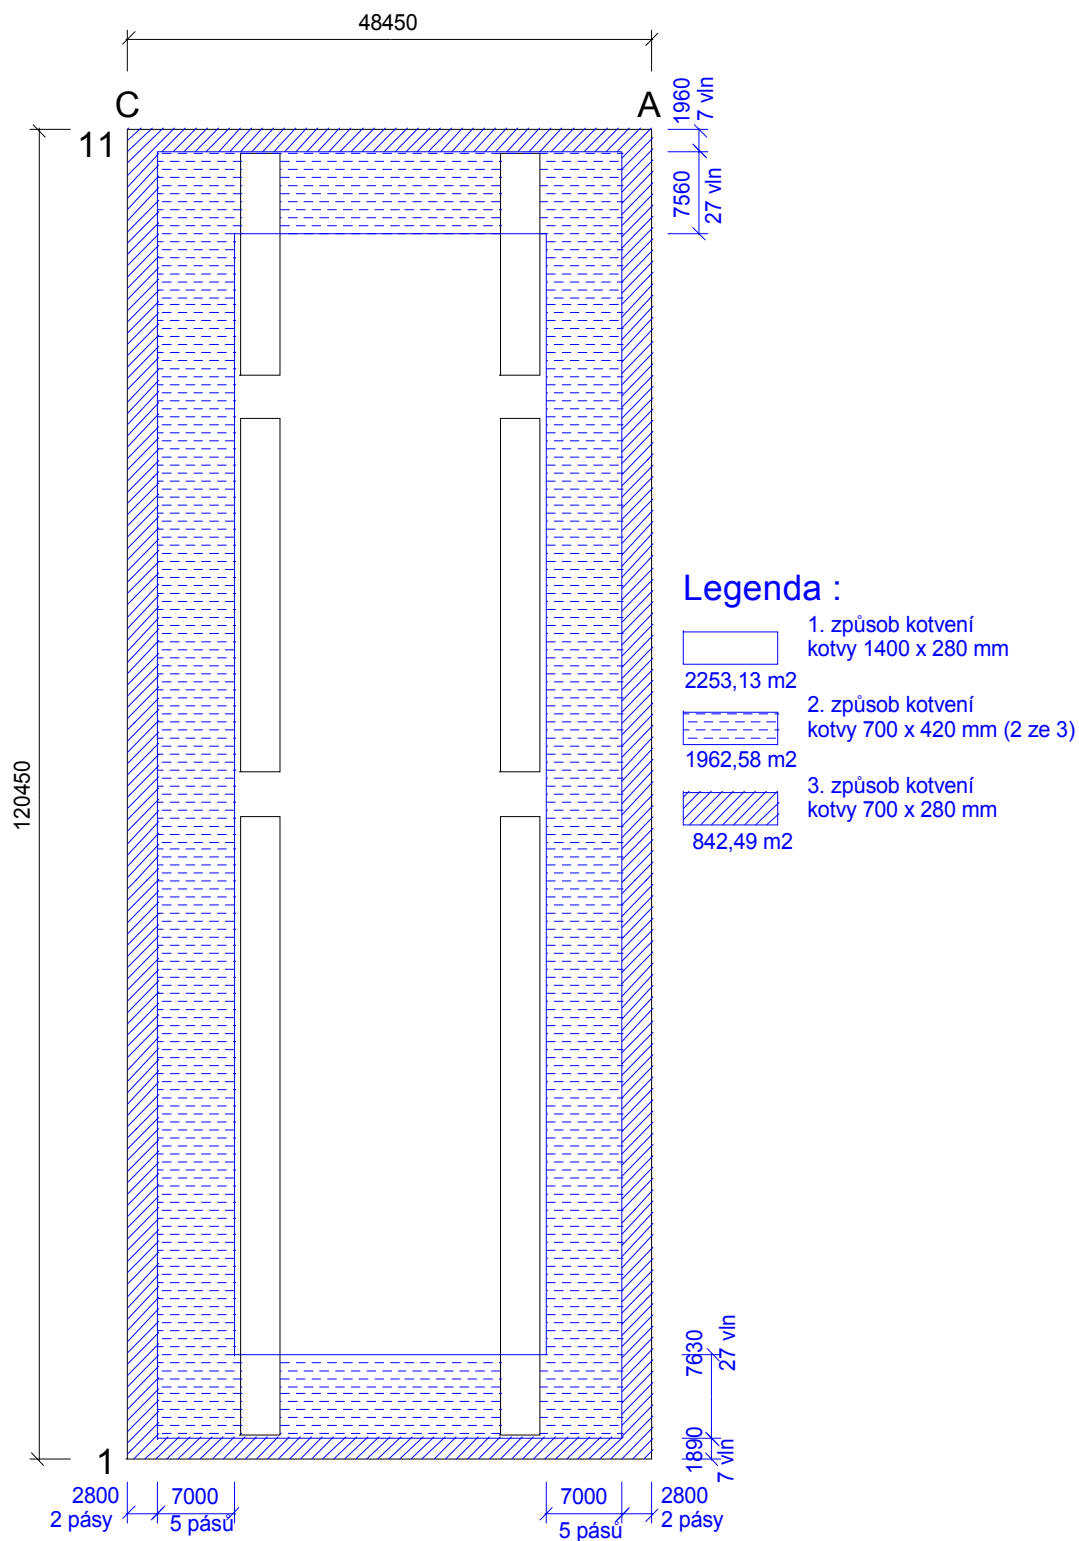 48450
1960
7 vln
C
A
11
7560
27 vln
Legenda :
1. způsob kotvení
kotvy 1400 x 280 mm
2253,13 m2
2. způsob kotvení
kotvy 700 x 420 mm (2 ze 3)
1962,58 m2
3. způsob kotvení
kotvy 700 x 280 mm
842,49 m2
120450
7630
27 vln
1890
7 vln
1
2800
2 pásy
7000
5 pásů
7000
5 pásů
2800
2 pásy